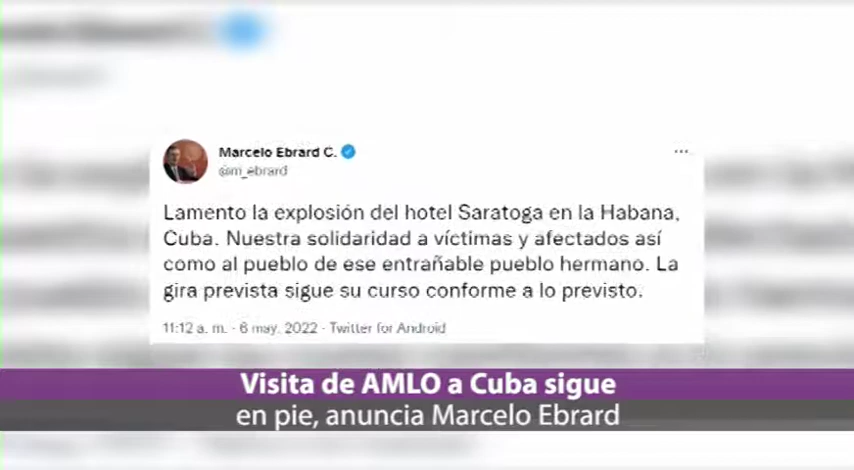 Marcelo Ebrard C.
@m_ebrard
Lamento la explosión del hotel Saratoga en la Habana,
Cuba. Nuestra solidaridad a víctimas y afectados así
como al pueblo de ese entrañable pueblo hermano. La
gira prevista sigue su curso conforme a lo previsto.
11:12 a. m. · 6 may. 2022 · Twitter for Android
Visita de AMLO a Cuba sigue
en pie, anuncia Marcelo Ebrard